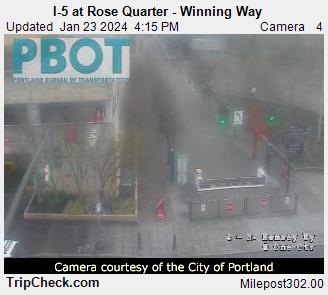 I-5 at Rose Quarter - Winning Way
Updated Jan 23 2024 4:15 PM Camera 4
PBOT
PORTLAND BUREAU OF TRANSPORTATION
Camera courtesy of the City of Portland
TripCheck.com Milepost302.00